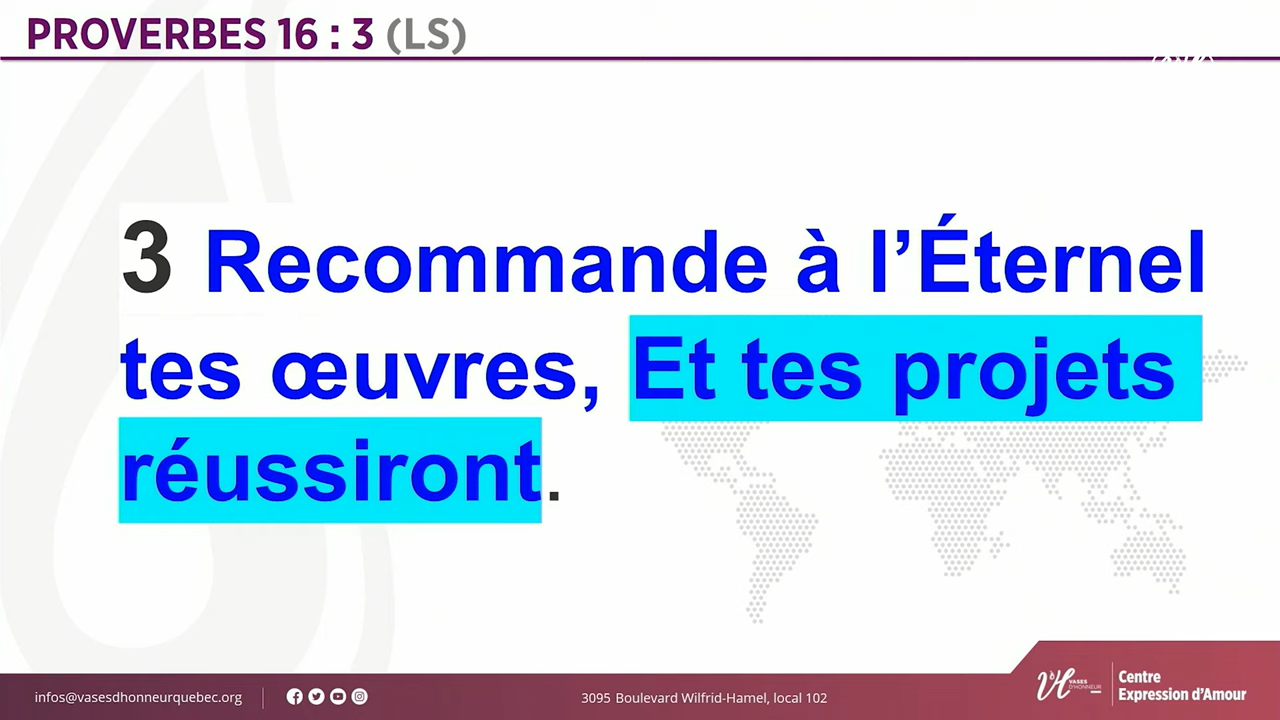 PROVERBES 16 : 3 (LS)
3 Recommande à l’Éternel
tes œuvres, Et tes projets
réussiront.
infos@vasesdhonneurquebec.org
3095 Boulevard Wilfrid-Hamel, local 102
VASES
D'HONNEUR
Centre
Expression d’Amour